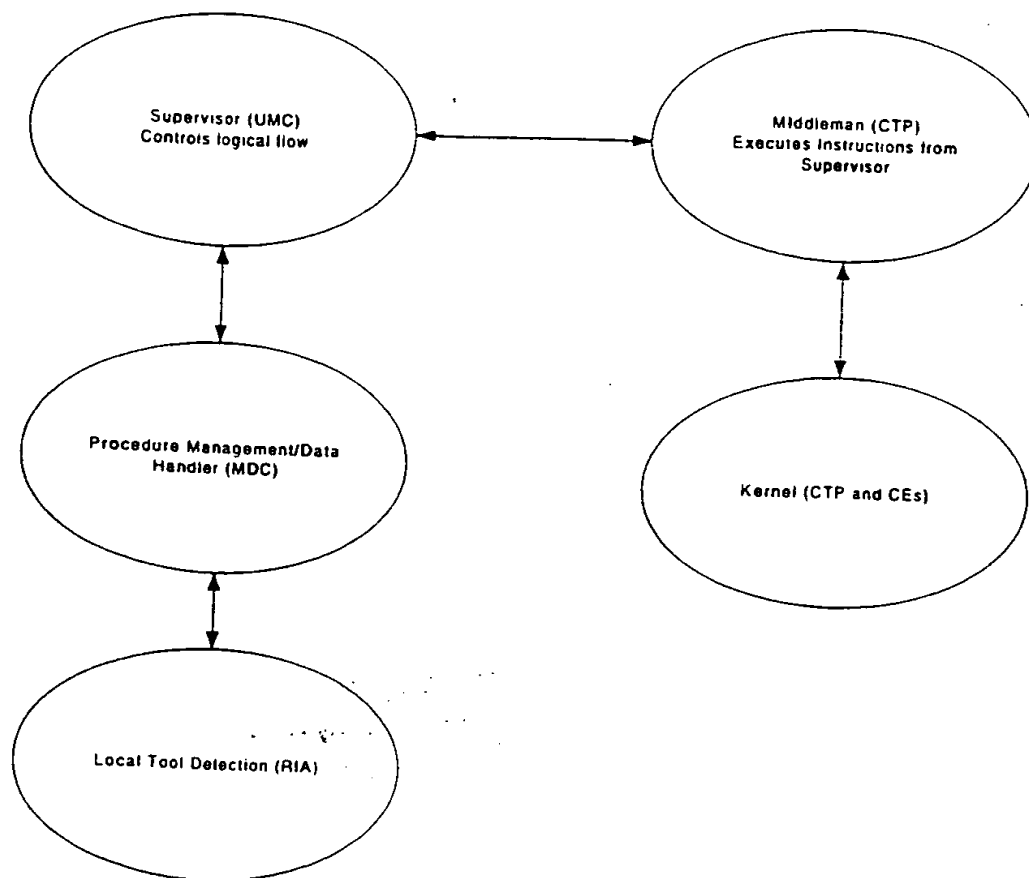 Supervisor (UMC)
Controls logical flow
Middleman (CTP)
Executes Instructions from
Supervisor
Procedure Management/Data
Handler (MDC)
Kernel (CTP and CEs)
Local Tool Detection (RIA)